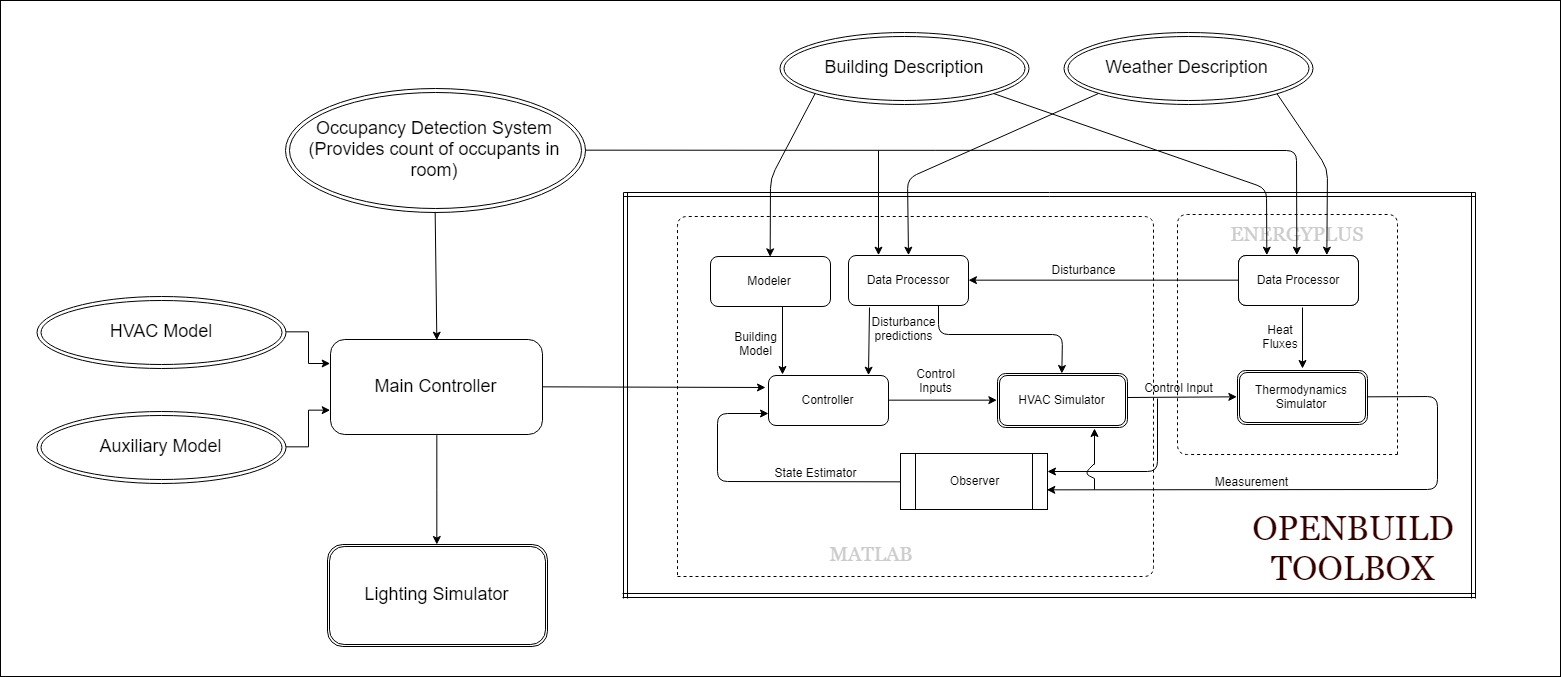 Building Description
Weather Description
Occupancy Detection System
(Provides count of occupants in
room)
ENERGYPLUS
Modeler
Data Processor
Disturbance
Data Processor
HVAC Model
Building
Model
Disturbance
predictions
Heat
Fluxes
Main Controller
Controller
Control
Inputs
HVAC Simulator
Control Input
Thermodynamics
Simulator
Auxiliary Model
State Estimator
Observer
Measurement
MATLAB
OPENBUILD
TOOLBOX
Lighting Simulator